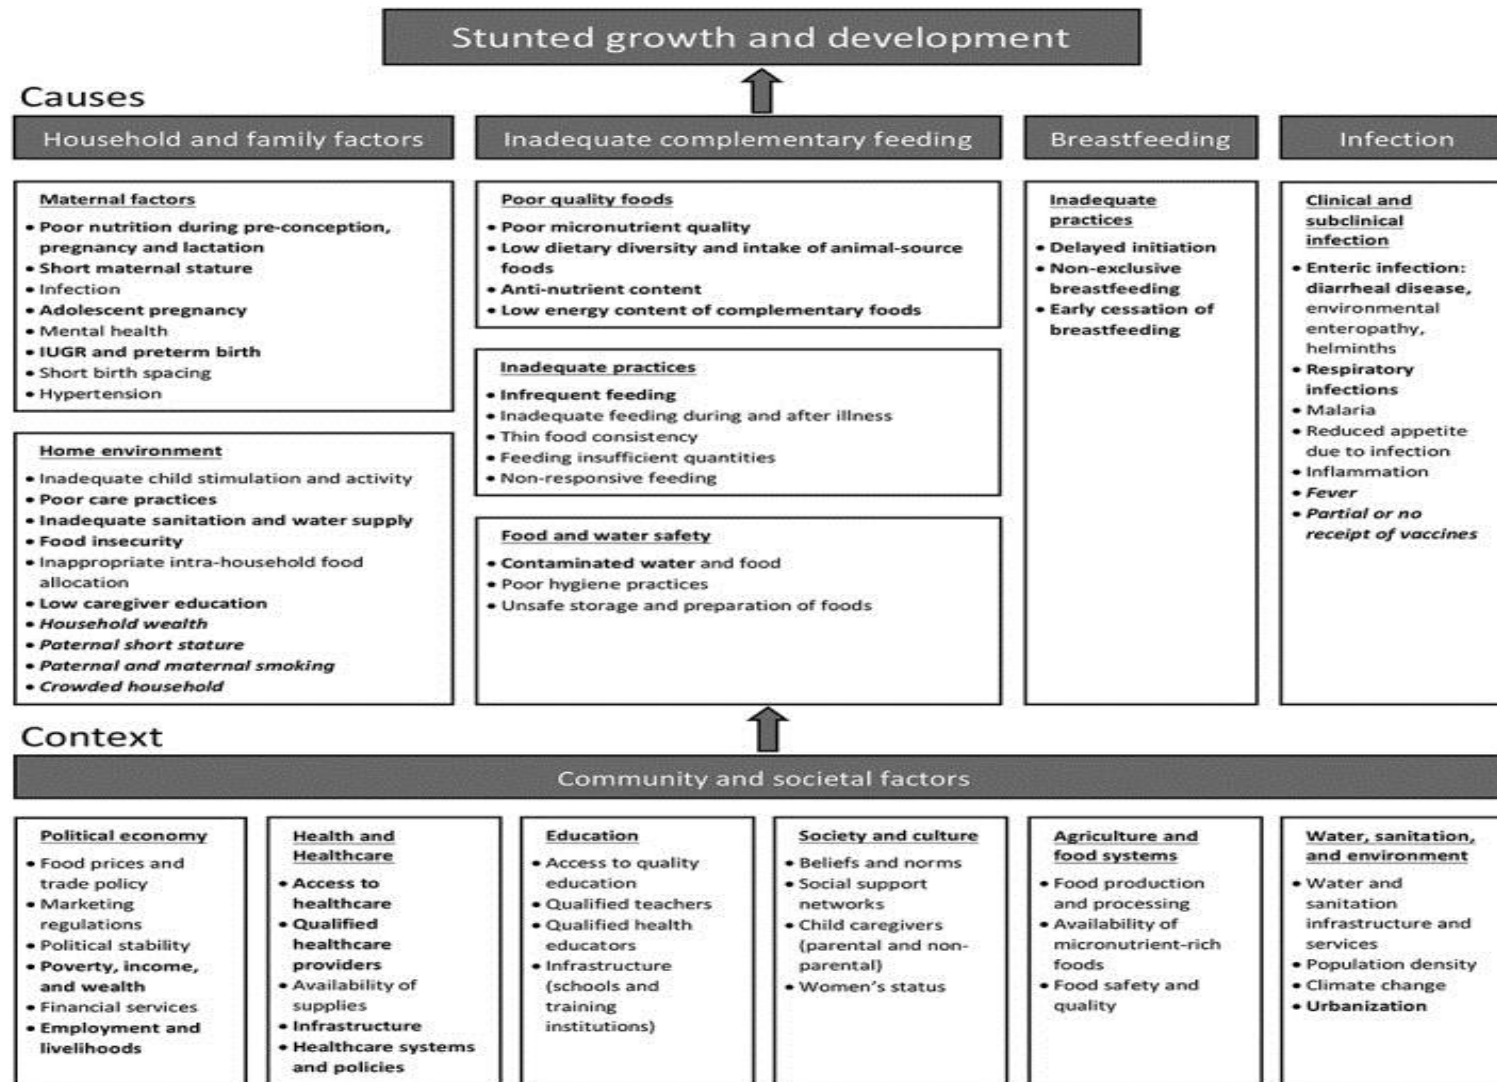 Stunted growth and development
Causes
Household and family factors
Maternal factors
• Poor nutrition during pre-conception,
pregnancy and lactation
• Short maternal stature
• Infection
• Adolescent pregnancy
• Mental health
• IUGR and preterm birth
• Short birth spacing
• Hypertension
Home environment
• Inadequate child stimulation and activity
• Poor care practices
• Inadequate sanitation and water supply
• Food insecurity
• Inappropriate intra-household food
allocation
• Low caregiver education
• Household wealth
• Paternal short stature
• Paternal and maternal smoking
• Crowded household
Inadequate complementary feeding
Poor quality foods
• Poor micronutrient quality
• Low dietary diversity and intake of animal-source
foods
• Anti-nutrient content
• Low energy content of complementary foods
Inadequate practices
• Infrequent feeding
• Inadequate feeding during and after illness
• Thin food consistency
• Feeding insufficient quantities
• Non-responsive feeding
Food and water safety
• Contaminated water and food
• Poor hygiene practices
• Unsafe storage and preparation of foods
Breastfeeding
Inadequate
practices
• Delayed initiation
• Non-exclusive
breastfeeding
• Early cessation of
breastfeeding
Infection
Clinical and
subclinical
infection
• Enteric infection:
diarrheal disease,
environmental
enteropathy,
helminths
• Respiratory
infections
• Malaria
• Reduced appetite
due to infection
• Inflammation
• Fever
• Partial or no
receipt of vaccines
Context
Community and societal factors
Political economy
• Food prices and
trade policy
• Marketing
regulations
• Political stability
• Poverty, income,
and wealth
• Financial services
• Employment and
livelihoods
Health and
Healthcare
• Access to
healthcare
• Qualified
healthcare
providers
• Availability of
supplies
• Infrastructure
• Healthcare systems
and policies
Education
• Access to quality
education
• Qualified teachers
• Qualified health
educators
• Infrastructure
(schools and
training
institutions)
Society and culture
• Beliefs and norms
• Social support
networks
• Child caregivers
(parental and non-
parental)
• Women's status
Agriculture and
food systems
• Food production
and processing
• Availability of
micronutrient-rich
foods
• Food safety and
quality
Water, sanitation,
and environment
• Water and
sanitation
infrastructure and
services
• Population density
• Climate change
• Urbanization